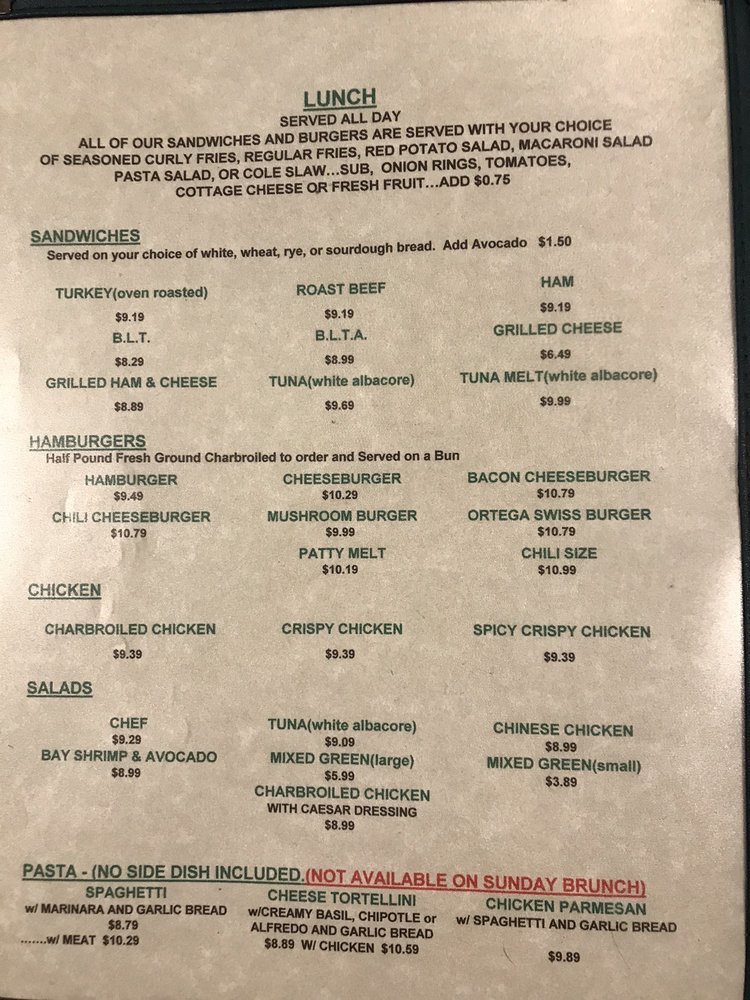 LUNCH
SERVED ALL DAY
ALL OF OUR SANDWICHES AND BURGERS ARE SERVED WITH YOUR CHOICE
OF SEASONED CURLY FRIES, REGULAR FRIES, RED POTATO SALAD, MACARONI SALAD
PASTA SALAD, OR COLE SLAW...SUB, ONION RINGS, TOMATOES,
COTTAGE CHEESE OR FRESH FRUIT...ADD $0.75
SANDWICHES
Served on your choice of white, wheat, rye, or sourdough bread. Add Avocado $1.50
TURKEY(oven roasted) ROAST BEEF HAM
$9.19 $9.19 $9.19
B.L.T. B.L.T.A. GRILLED CHEESE
$8.29 $8.99 $6.49
GRILLED HAM & CHEESE TUNA(white albacore) TUNA MELT(white albacore)
$8.89 $9.69 $9.99
HAMBURGERS
Half Pound Fresh Ground Charbroiled to order and Served on a Bun
HAMBURGER CHEESEBURGER BACON CHEESEBURGER
$9.49 $10.29 $10.79
CHILI CHEESEBURGER MUSHROOM BURGER ORTEGA SWISS BURGER
$10.79 $9.99 $10.79
PATTY MELT CHILI SIZE
$10.19 $10.99
CHICKEN
CHARBROILED CHICKEN CRISPY CHICKEN SPICY CRISPY CHICKEN
$9.39 $9.39 $9.39
SALADS
CHEF TUNA(white albacore) CHINESE CHICKEN
$9.29 $9.09 $8.99
BAY SHRIMP & AVOCADO MIXED GREEN(large) MIXED GREEN(small)
$8.99 $5.99 $3.89
CHARBROILED CHICKEN
WITH CAESAR DRESSING
$8.99
PASTA - (NO SIDE DISH INCLUDED.(NOT AVAILABLE ON SUNDAY BRUNCH)
SPAGHETTI CHEESE TORTELLINI CHICKEN PARMESAN
w/ MARINARA AND GARLIC BREAD w/CREAMY BASIL, CHIPOTLE or w/ SPAGHETTI AND GARLIC BREAD
$8.79 ALFREDO AND GARLIC BREAD
.......w/ MEAT $10.29 $8.89 W/ CHICKEN $10.59 $9.89